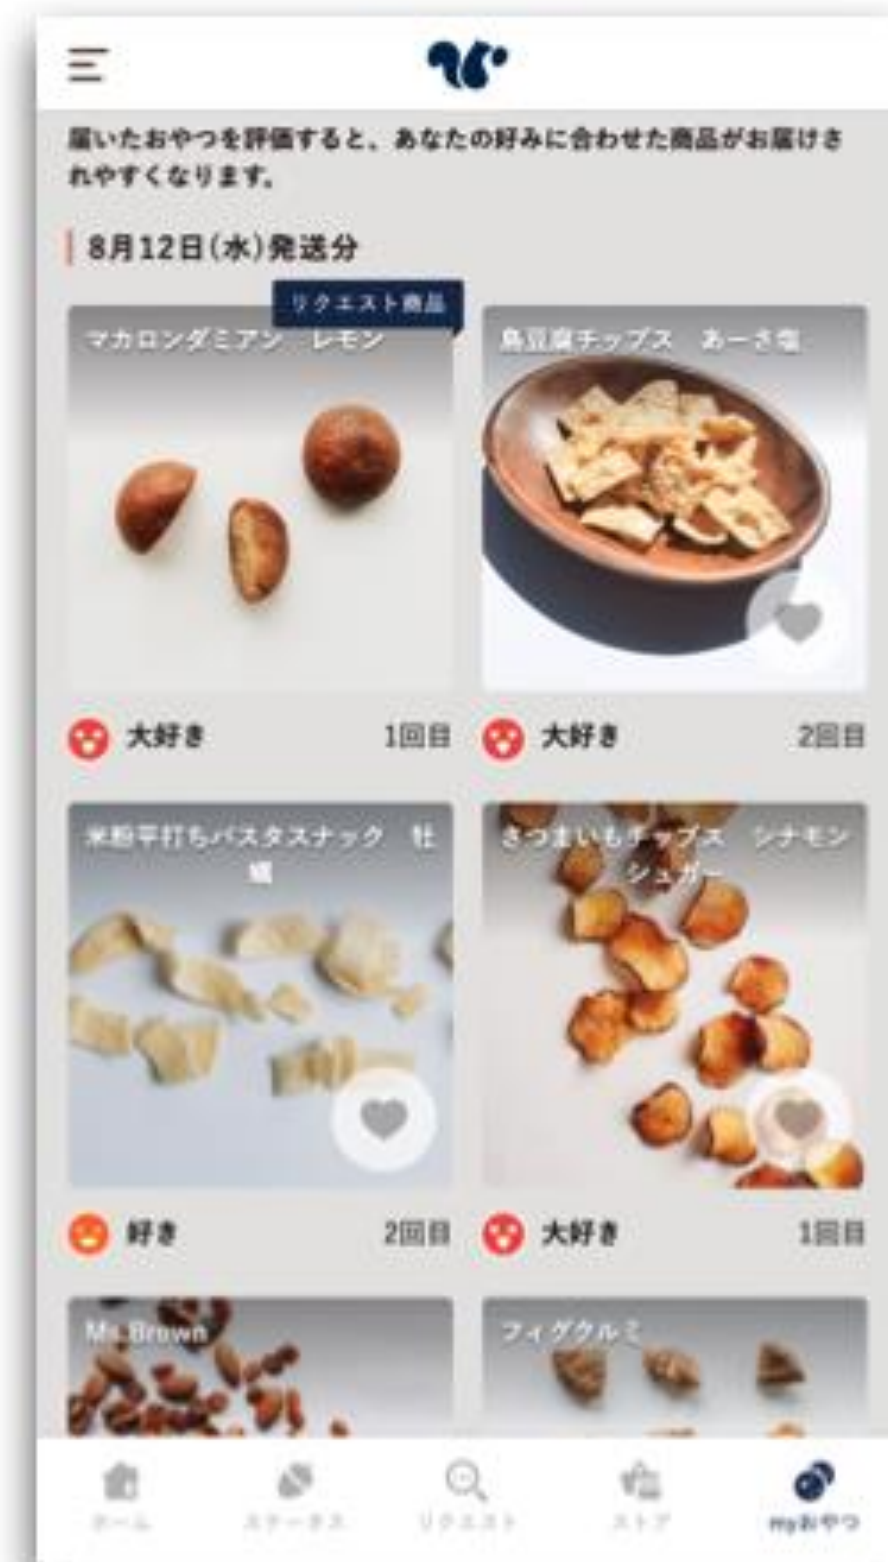 届いたおやつを評価すると、あなたの好みに合わせた商品がお届けさ
れやすくなります。
8月12日(水)発送分
リクエスト商品
マカロンダミアン レモン
島豆腐チップス あーさ塩
大好き 1回目
大好き 2回目
米粉平打ちパスタスナック 牡
蠣
さつまいもチップス シナモン
シュガー
好き 2回目
大好き 1回目
Ms.Brown
フィグクルミ
ホーム
ステータス
リクエスト
ストア
myおやつ